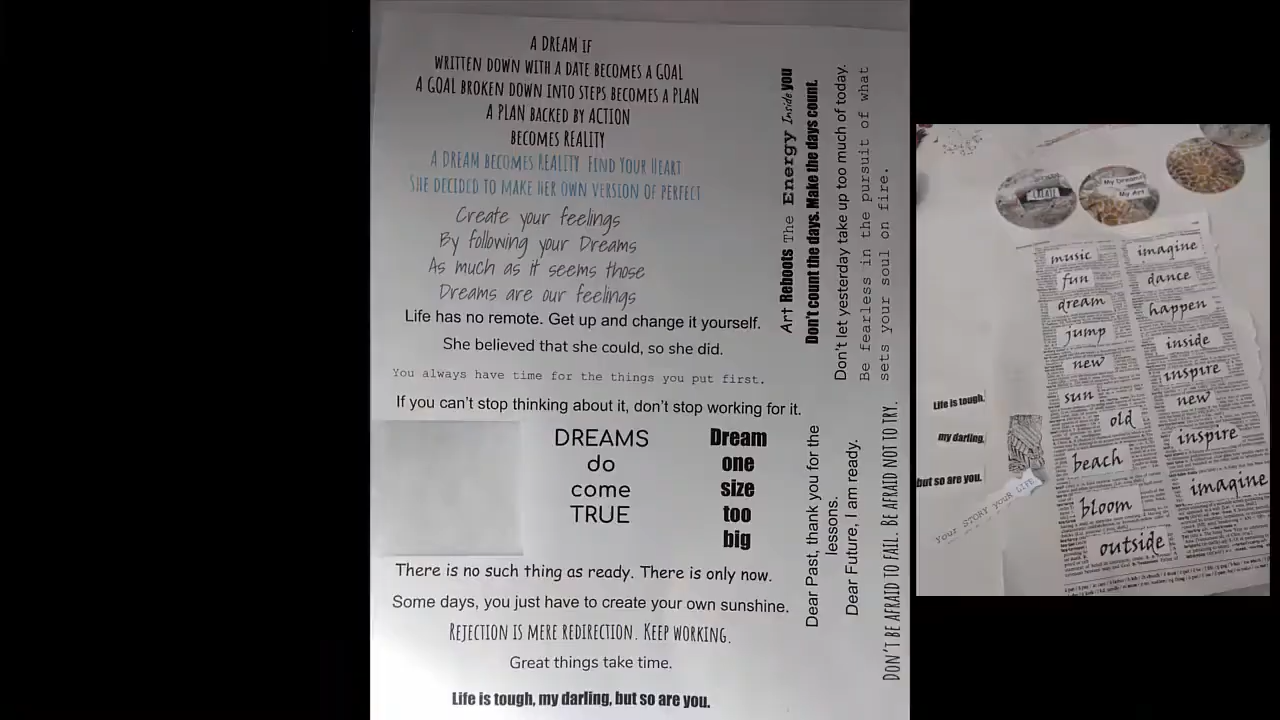 A DREAM IF
WRITTEN DOWN WITH A DATE BECOMES A GOAL
A GOAL BROKEN DOWN INTO STEPS BECOMES A PLAN
A PLAN BACKED BY ACTION
BECOMES REALITY
A DREAM BECOMES REALITY FIND YOUR HEART
SHE DECIDED TO MAKE HER OWN VERSION OF PERFECT
Create your feelings
By following your Dreams
As much as it seems those
Dreams are our feelings
Life has no remote. Get up and change it yourself.
She believed that she could, so she did.
You always have time for the things you put first.
If you can't stop thinking about it, don't stop working for it.
DREAMS
do
come
TRUE
Dream
one
size
too
big
There is no such thing as ready. There is only now.
Some days, you just have to create your own sunshine.
REJECTION IS MERE REDIRECTION. KEEP WORKING.
Great things take time.
Life is tough, my darling, but so are you.
Art Reboots The Energy Inside you
Don't count the days. Make the days count.
Don't let yesterday take up too much of today.
Be fearless in the pursuit of what
sets your soul on fire.
Dear Past, thank you for the
lessons.
Dear Future, I am ready.
DON'T BE AFRAID TO FAIL. BE AFRAID NOT TO TRY.
CREATE
My Dreams
My Art
music
fun
dream
jump
new
sun
old
beach
bloom
outside
imagine
dance
happen
inside
inspire
new
inspire
imagine
Life is tough,
my darling,
but so are you.
your STORY YOUR LIFE